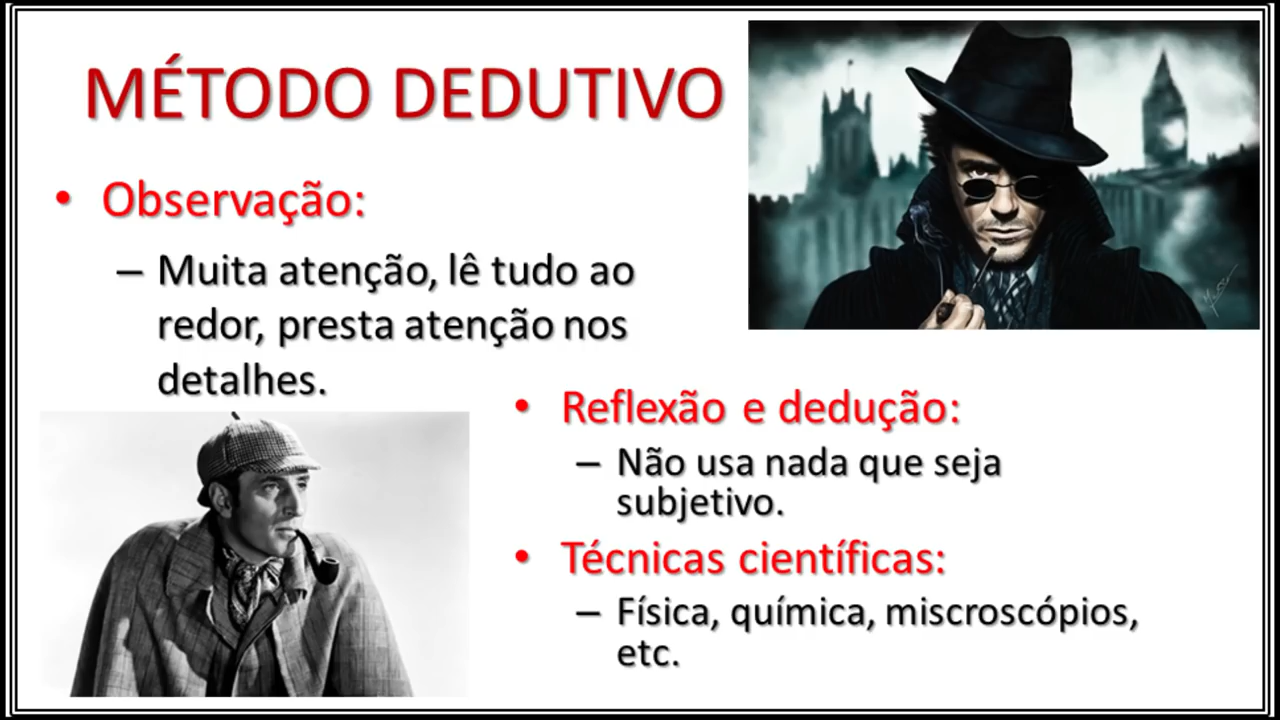 MÉTODO DEDUTIVO
• Observação:
– Muita atenção, lê tudo ao
redor, presta atenção nos
detalhes.
• Reflexão e dedução:
– Não usa nada que seja
subjetivo.
• Técnicas científicas:
– Física, química, miscroscópios,
etc.